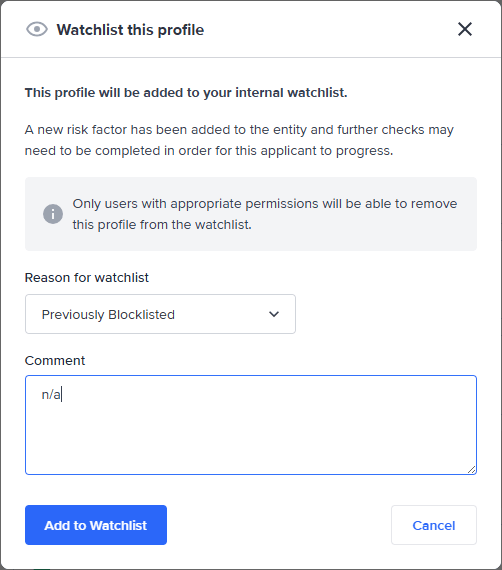 Watchlist this profile
This profile will be added to your internal watchlist.
A new risk factor has been added to the entity and further checks may
need to be completed in order for this applicant to progress.
Only users with appropriate permissions will be able to remove
this profile from the watchlist.
Reason for watchlist
Previously Blocklisted
Comment
n/a
Add to Watchlist
Cancel